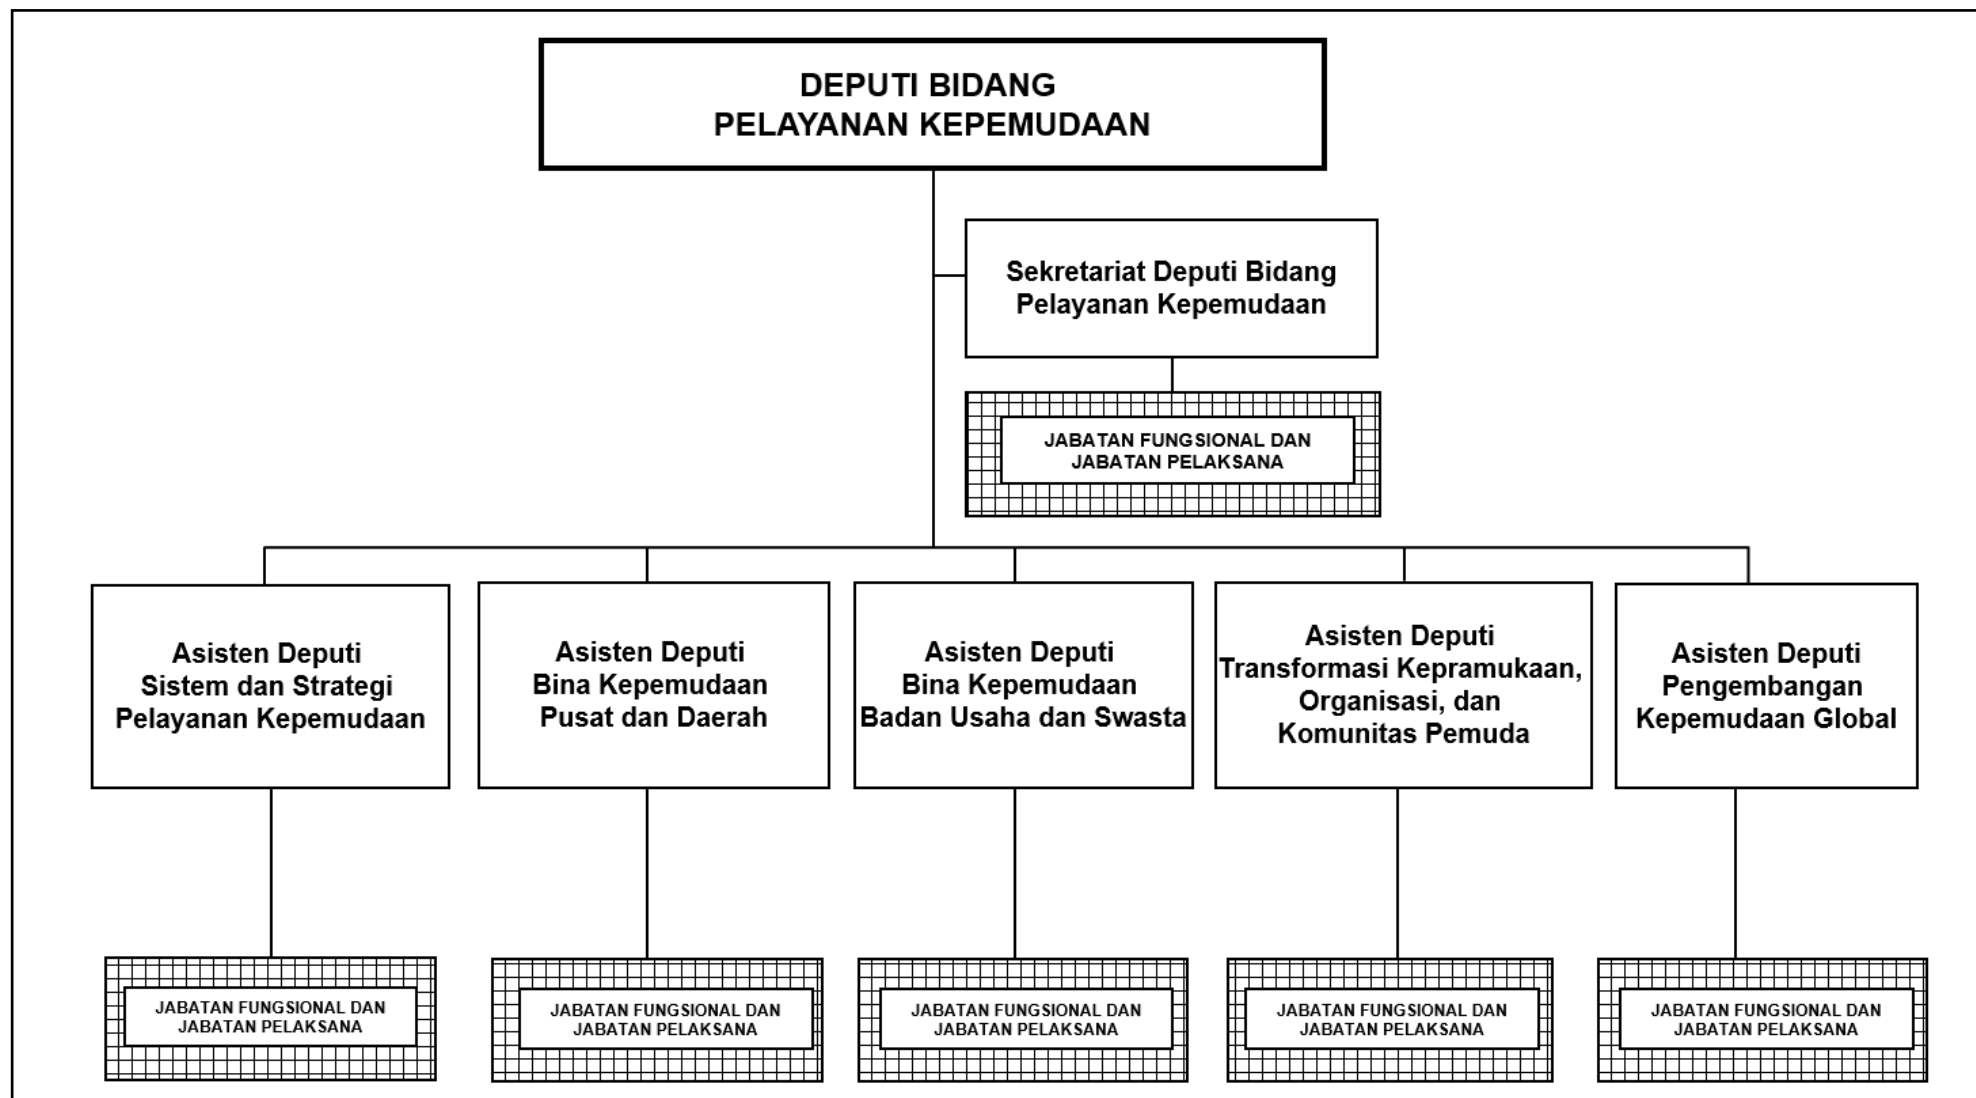 DEPUTI BIDANG
PELAYANAN KEPEMUDAAN
Sekretariat Deputi Bidang
Pelayanan Kepemudaan
JABATAN FUNGSIONAL DAN
JABATAN PELAKSANA
Asisten Deputi
Sistem dan Strategi
Pelayanan Kepemudaan
Asisten Deputi
Bina Kepemudaan
Pusat dan Daerah
Asisten Deputi
Bina Kepemudaan
Badan Usaha dan Swasta
Asisten Deputi
Transformasi Kepramukaan,
Organisasi, dan
Komunitas Pemuda
Asisten Deputi
Pengembangan
Kepemudaan Global
JABATAN FUNGSIONAL DAN
JABATAN PELAKSANA
JABATAN FUNGSIONAL DAN
JABATAN PELAKSANA
JABATAN FUNGSIONAL DAN
JABATAN PELAKSANA
JABATAN FUNGSIONAL DAN
JABATAN PELAKSANA
JABATAN FUNGSIONAL DAN
JABATAN PELAKSANA